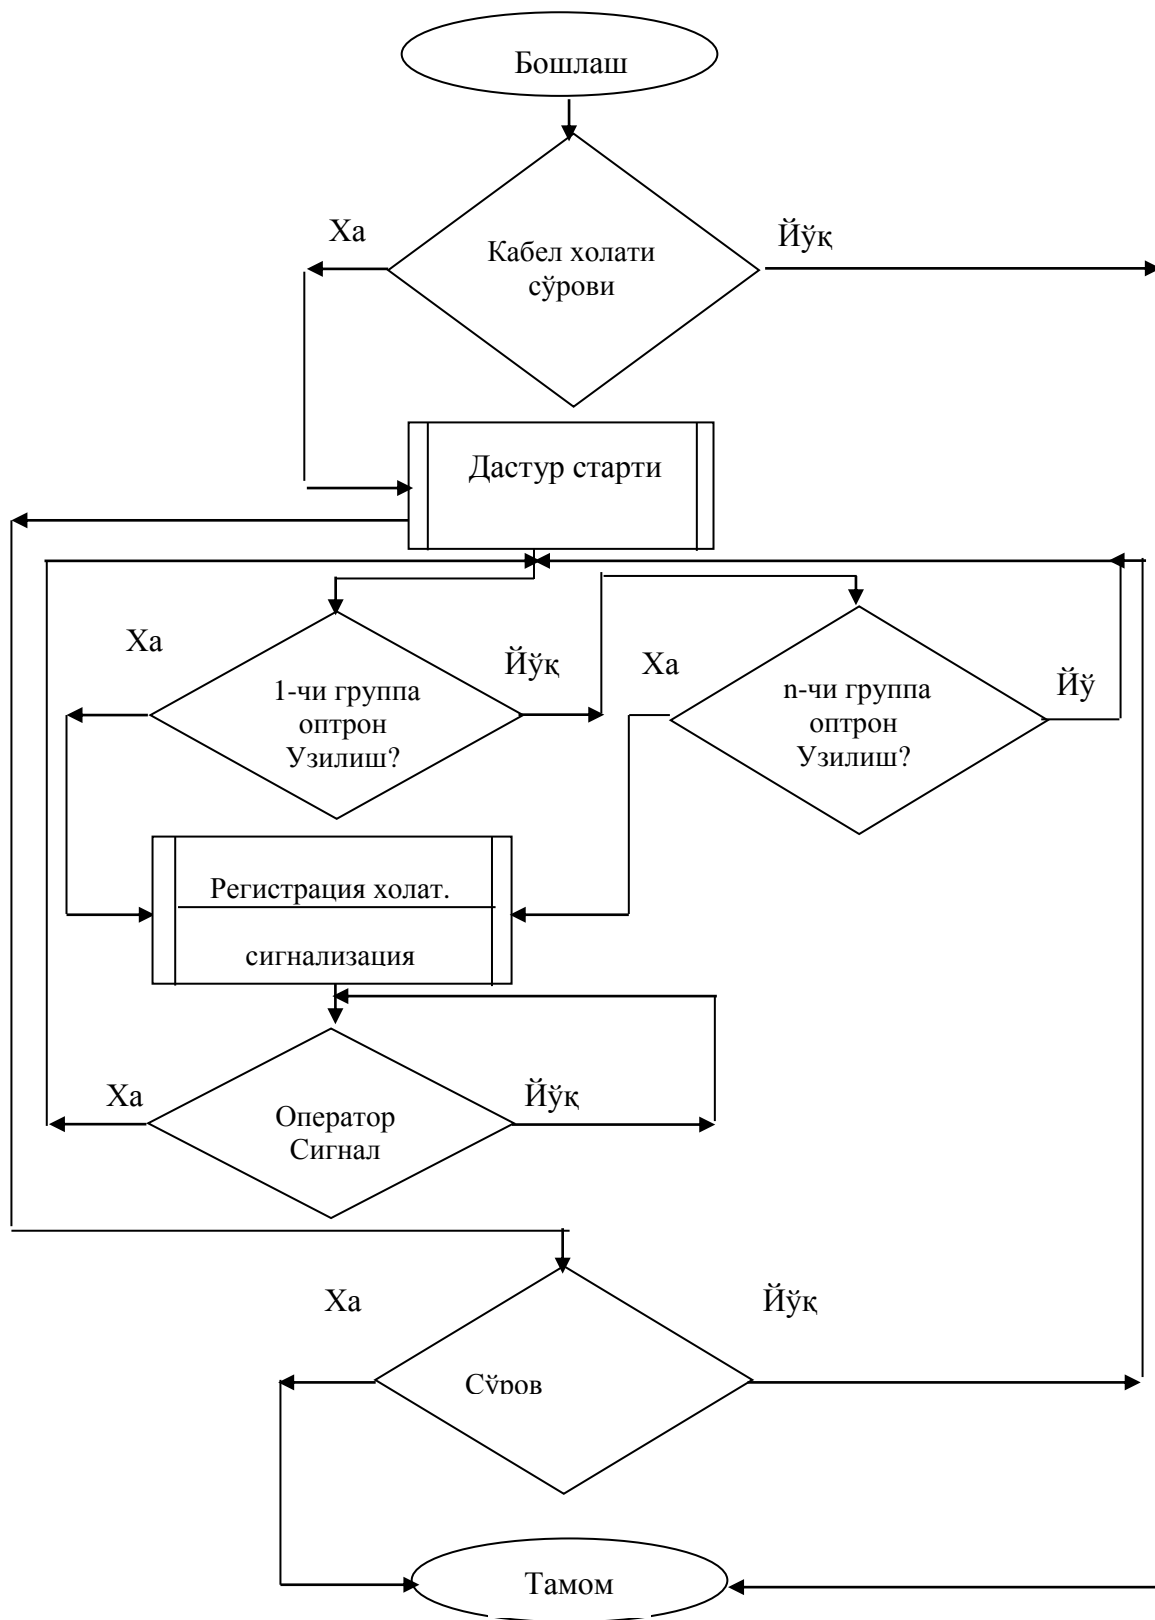 Бошлаш
Ха
Йўқ
Кабел холати
сўрови
Дастур старти
Ха
Йўқ
Ха
Йў
1-чи группа
оптрон
Узилиш?
n-чи группа
оптрон
Узилиш?
Регистрация холат.
сигнализация
Ха
Йўқ
Оператор
Сигнал
Ха
Йўқ
Сўров
Тамом